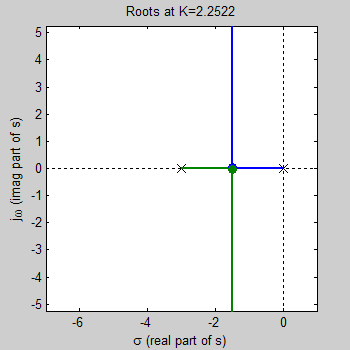 Roots at K=2.2522
5
4
3
2
1
0
-1
-2
-3
-4
-5
jω (imag part of s)
-6 -4 -2 0
σ (real part of s)